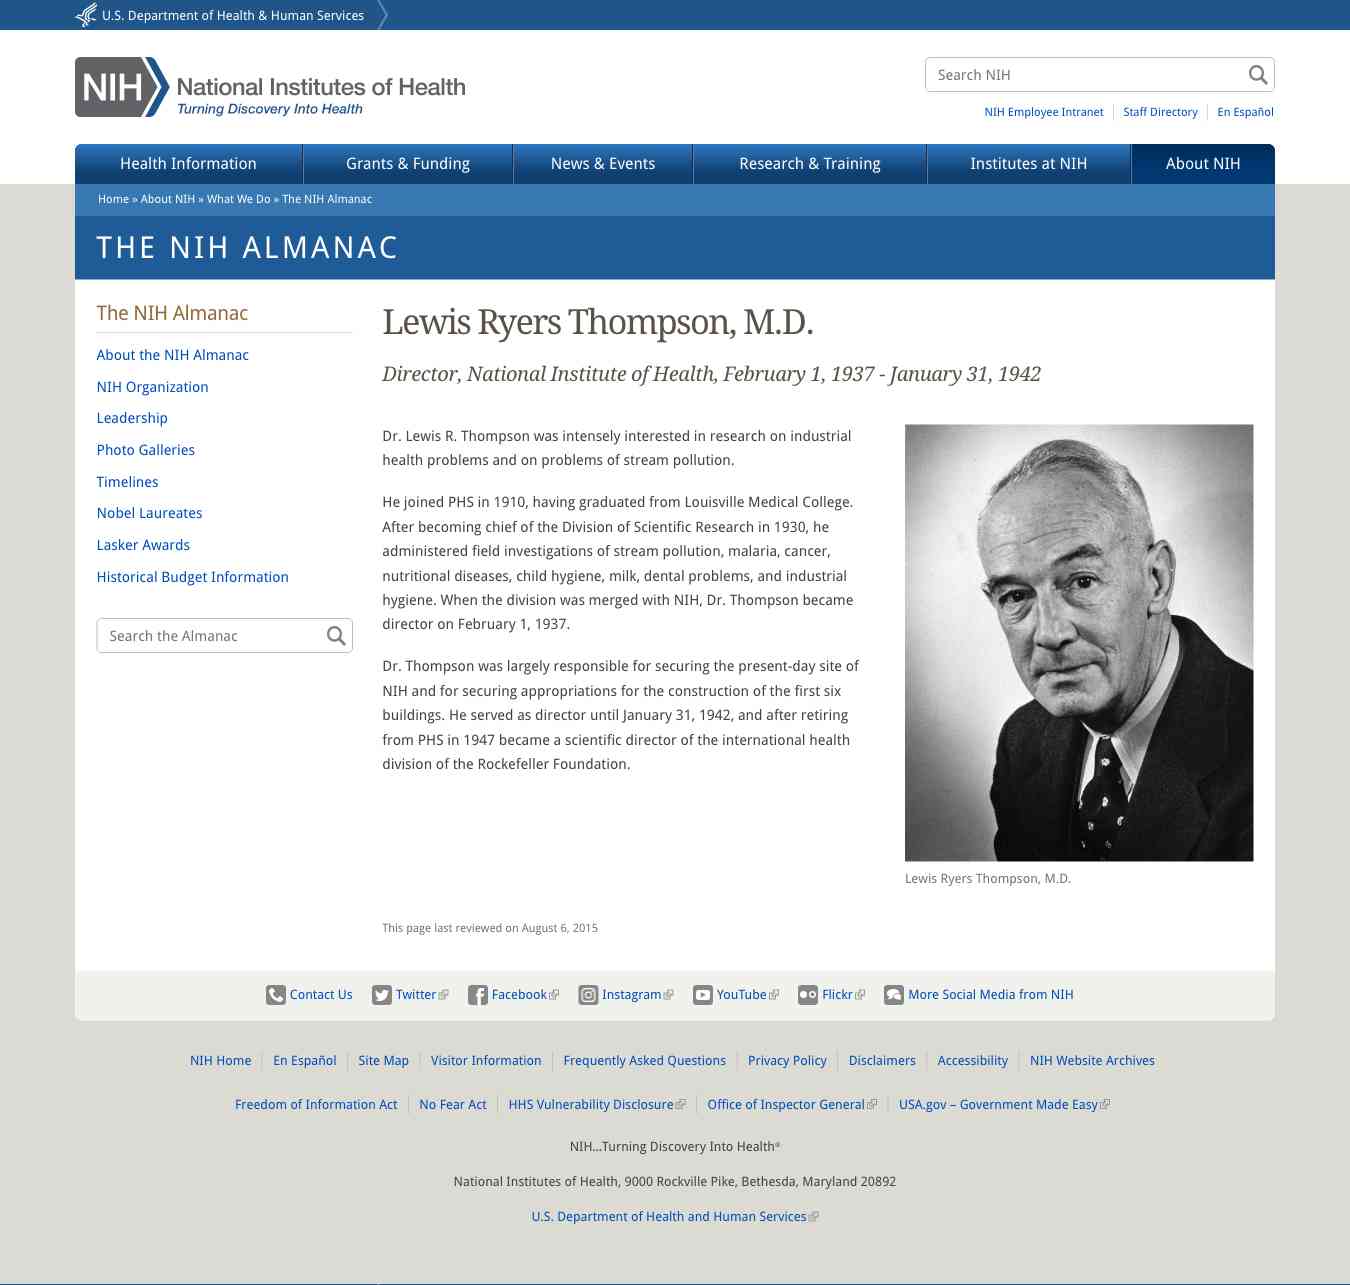 U.S. Department of Health & Human Services
NIH
National Institutes of Health
Turning Discovery Into Health
Search NIH
NIH Employee Intranet
Staff Directory
En Español
Health Information
Grants & Funding
News & Events
Research & Training
Institutes at NIH
About NIH
Home » About NIH » What We Do » The NIH Almanac
THE NIH ALMANAC
The NIH Almanac
About the NIH Almanac
NIH Organization
Leadership
Photo Galleries
Timelines
Nobel Laureates
Lasker Awards
Historical Budget Information
Search the Almanac
Lewis Ryers Thompson, M.D.
Director, National Institute of Health, February 1, 1937 - January 31, 1942
Dr. Lewis R. Thompson was intensely interested in research on industrial
health problems and on problems of stream pollution.
He joined PHS in 1910, having graduated from Louisville Medical College.
After becoming chief of the Division of Scientific Research in 1930, he
administered field investigations of stream pollution, malaria, cancer,
nutritional diseases, child hygiene, milk, dental problems, and industrial
hygiene. When the division was merged with NIH, Dr. Thompson became
director on February 1, 1937.
Dr. Thompson was largely responsible for securing the present-day site of
NIH and for securing appropriations for the construction of the first six
buildings. He served as director until January 31, 1942, and after retiring
from PHS in 1947 became a scientific director of the international health
division of the Rockefeller Foundation.
Lewis Ryers Thompson, M.D.
This page last reviewed on August 6, 2015
Contact Us
Twitter
Facebook
Instagram
YouTube
Flickr
More Social Media from NIH
NIH Home
En Español
Site Map
Visitor Information
Frequently Asked Questions
Privacy Policy
Disclaimers
Accessibility
NIH Website Archives
Freedom of Information Act
No Fear Act
HHS Vulnerability Disclosure
Office of Inspector General
USA.gov – Government Made Easy
NIH…Turning Discovery Into Health®
National Institutes of Health, 9000 Rockville Pike, Bethesda, Maryland 20892
U.S. Department of Health and Human Services